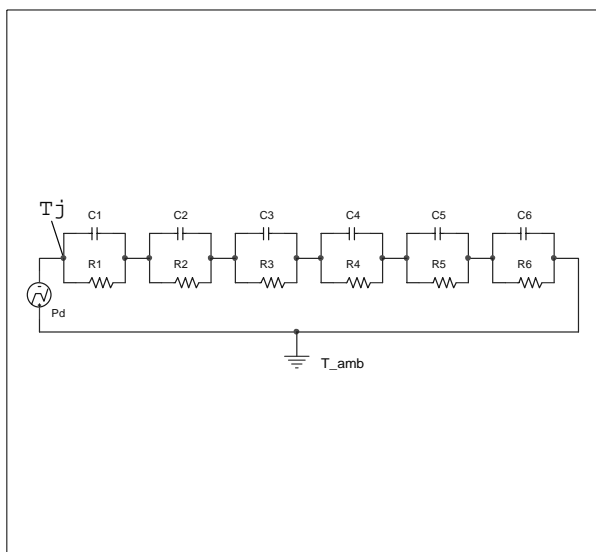 Tj
C1 C2 C3 C4 C5 C6
R1 R2 R3 R4 R5 R6
Pd
T_amb